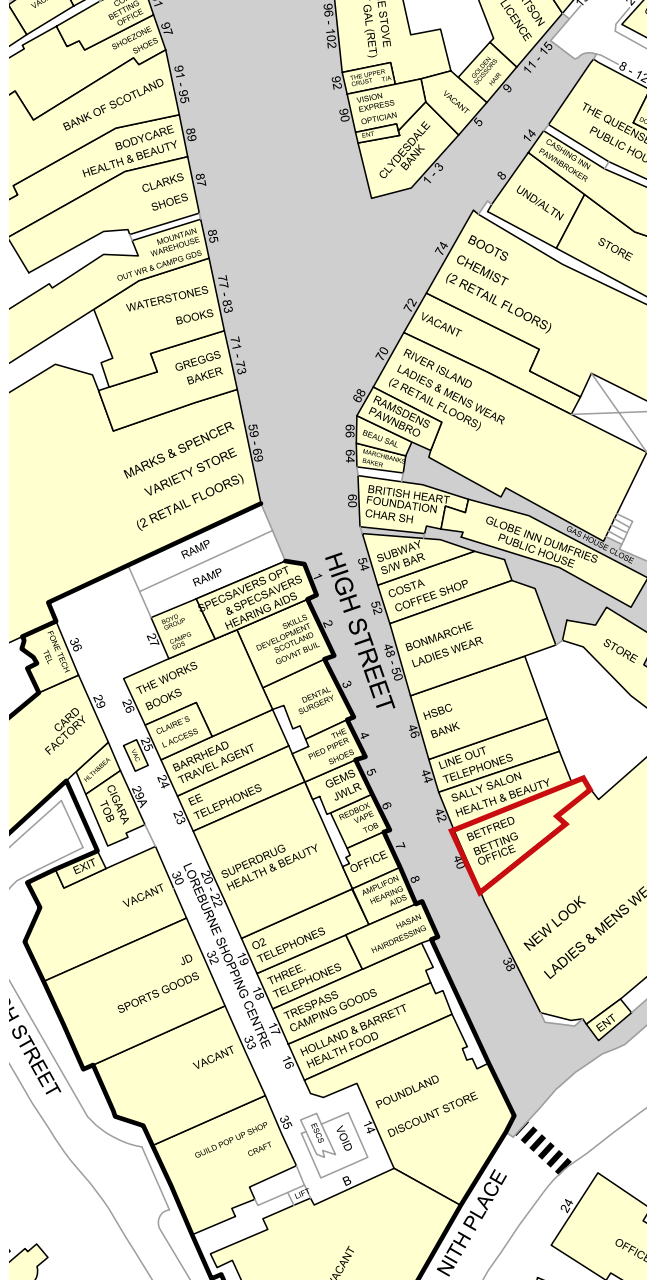 BETTING
OFFICE
SHOEZONE
SHOES
97
91 - 95
BANK OF SCOTLAND
BODYCARE
HEALTH & BEAUTY
89
CLARKS
SHOES
87
MOUNTAIN
WAREHOUSE
OUT WR & CAMPG GDS
85
WATERSTONES
BOOKS
77 - 83
GREGGS
BAKER
71 - 73
MARKS & SPENCER
VARIETY STORE
(2 RETAIL FLOORS)
59 - 69
96 - 102
E STOVE
GAL (RET)
THE UPPER
CRUST T/A
92
VISION
EXPRESS
OPTICIAN
90
ENT
CLYDESDALE
BANK
1 - 3
VACANT
5
GOLDEN
SCISSORS
HAIR
9
LICENCE
11 - 15
8 - 12
THE QUEENS
PUBLIC HOU
14
CASHING INN
PAWNBROKER
8
UND/ALTN
STORE
74
BOOTS
CHEMIST
(2 RETAIL FLOORS)
72
VACANT
70
RIVER ISLAND
LADIES & MENS WEAR
(2 RETAIL FLOORS)
68
RAMSDENS
PAWNBRO
66
BEAU SAL
64
MARCHBANKS
BAKER
60
BRITISH HEART
FOUNDATION
CHAR SH
GLOBE INN DUMFRIES
PUBLIC HOUSE
GAS HOUSE CLOSE
54
SUBWAY
S/W BAR
52
COSTA
COFFEE SHOP
48 - 50
BONMARCHE
LADIES WEAR
STORE
46
HSBC
BANK
44
LINE OUT
TELEPHONES
42
SALLY SALON
HEALTH & BEAUTY
40
BETFRED
BETTING
OFFICE
38
NEW LOOK
LADIES & MENS WE
ENT
HIGH STREET
RAMP
RAMP
SPECSAVERS OPT
& SPECSAVERS
HEARING AIDS
1
BOYD
GROUP
CAMPG
GDS
27
SKILLS
DEVELOPMENT
SCOTLAND
GOVNT BUIL
2
36
FONE TECH
TEL
29
THE WORKS
BOOKS
26
DENTAL
SURGERY
3
CARD
FACTORY
CLAIRE'S
L ACCESS
25
VAC
BARRHEAD
TRAVEL AGENT
24
THE
PIED PIPER
SHOES
4
HLTHBEA
CIGARA
TOB
29A
EE
TELEPHONES
23
GEMS
JWLR
5
REDBOX
VAPE
TOB
6
EXIT
SUPERDRUG
HEALTH & BEAUTY
20 - 22
OFFICE
7
AMPLIFON
HEARING
AIDS
8
VACANT
30
LOREBURNE SHOPPING CENTRE
O2
TELEPHONES
19
HASAN
HAIRDRESSING
JD
SPORTS GOODS
32
THREE.
TELEPHONES
18
TRESPASS
CAMPING GOODS
17
VACANT
33
HOLLAND & BARRETT
HEALTH FOOD
16
POUNDLAND
DISCOUNT STORE
14
GUILD POP UP SHOP
CRAFT
35
ESCS
VOID
LIFT
B
H STREET
NITH PLACE
24
OFFICE